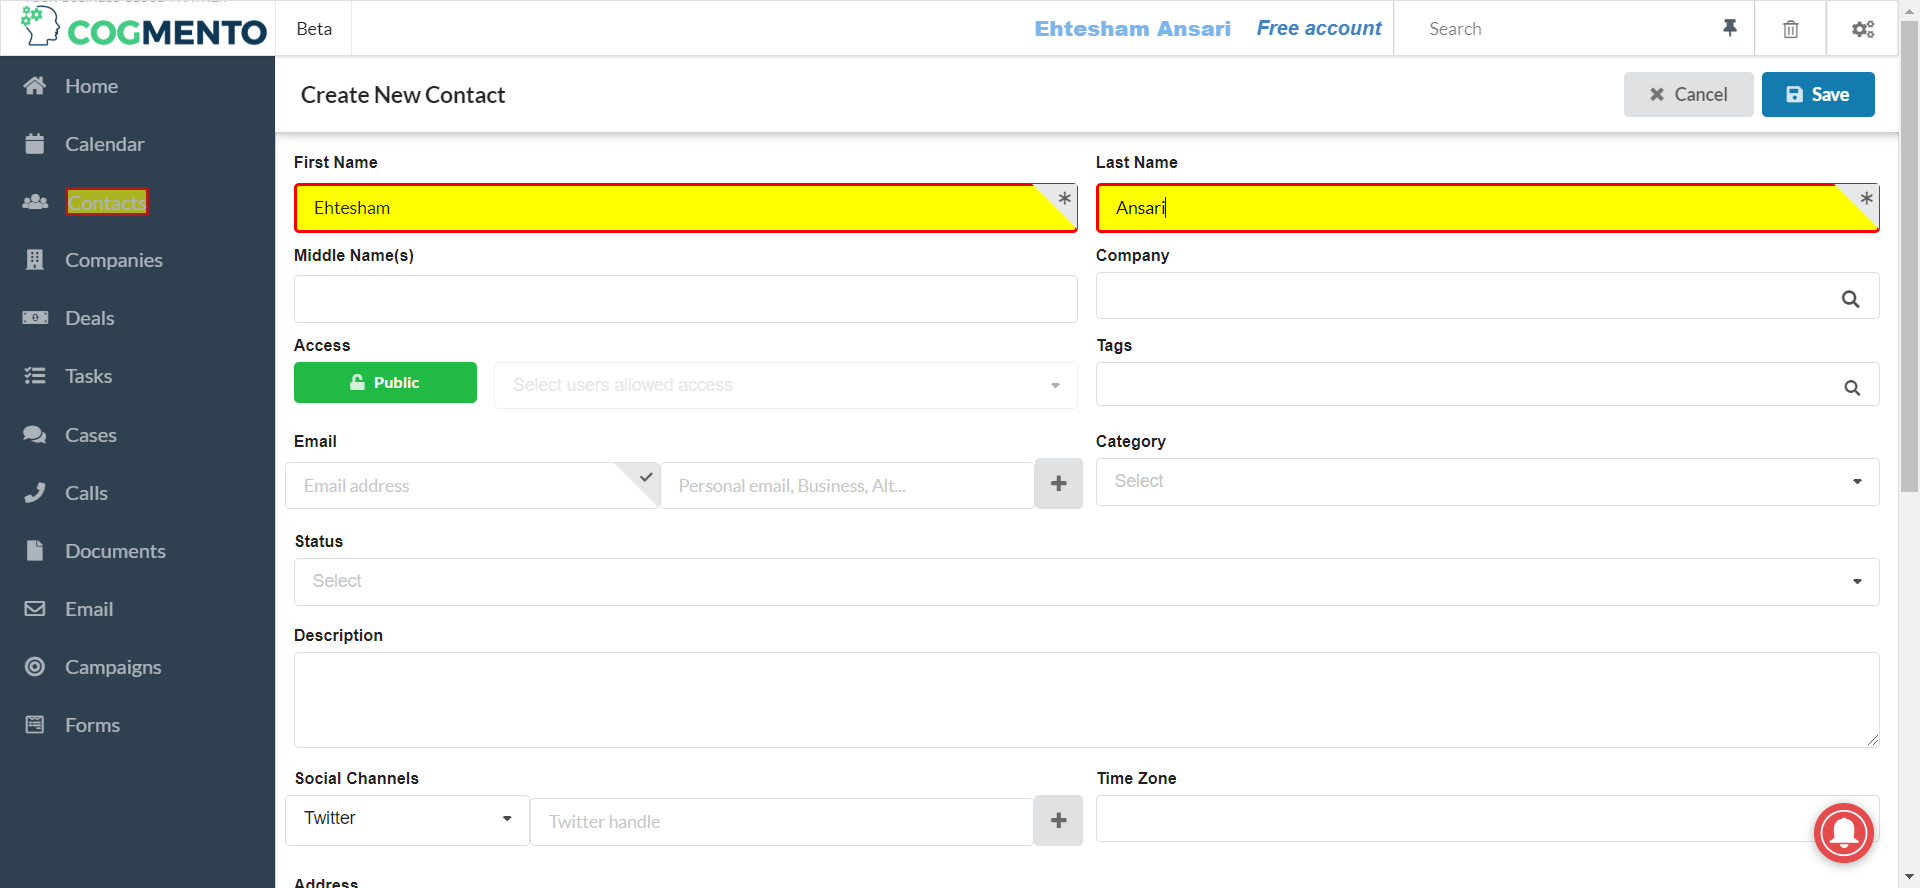 COGMENTO
Beta
Ehtesham Ansari
Free account
Search
Home
Calendar
Contacts
Companies
Deals
Tasks
Cases
Calls
Documents
Email
Campaigns
Forms
Create New Contact
Cancel
Save
First Name
Last Name
Ehtesham
*
Ansari
*
Middle Name(s)
Company
Access
Tags
Public
Select users allowed access
Email
Category
Email address
Personal email, Business, Alt...
Select
Status
Select
Description
Social Channels
Time Zone
Twitter
Twitter handle
Address